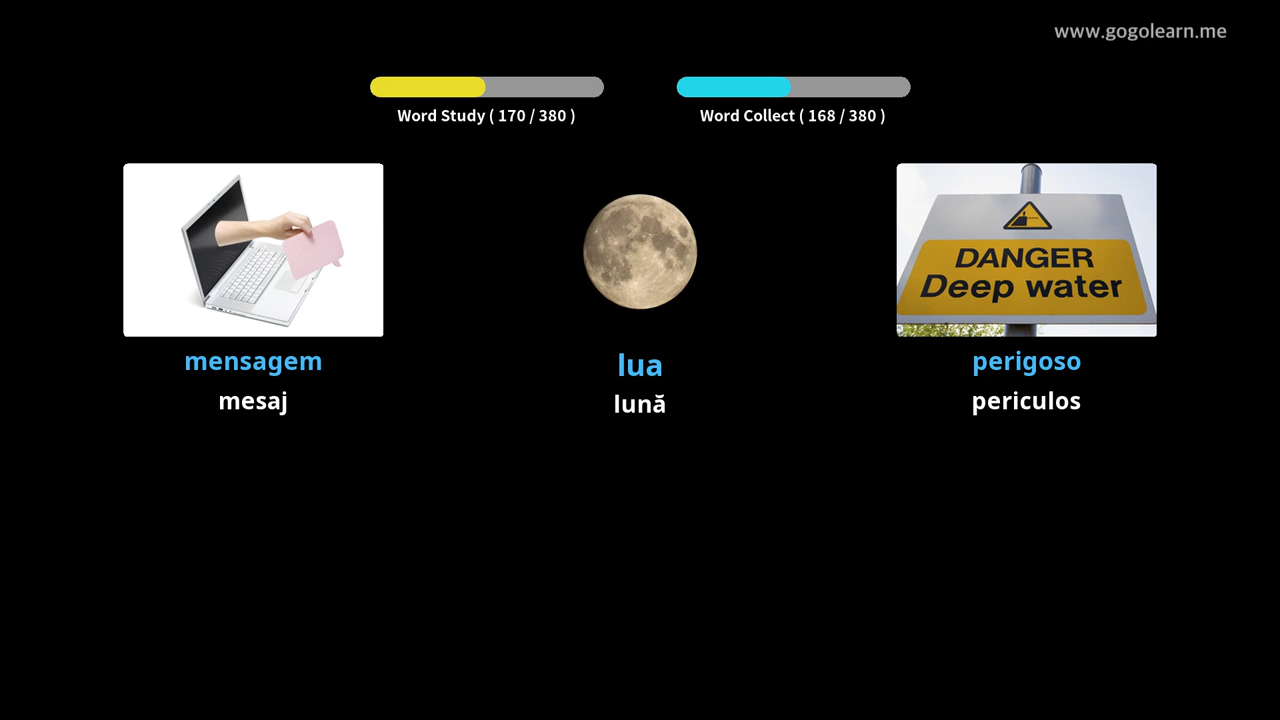 www.gogolearn.me
Word Study ( 170 / 380 )
Word Collect ( 168 / 380 )
DANGER
Deep water
mensagem
lua
perigoso
mesaj
lună
periculos